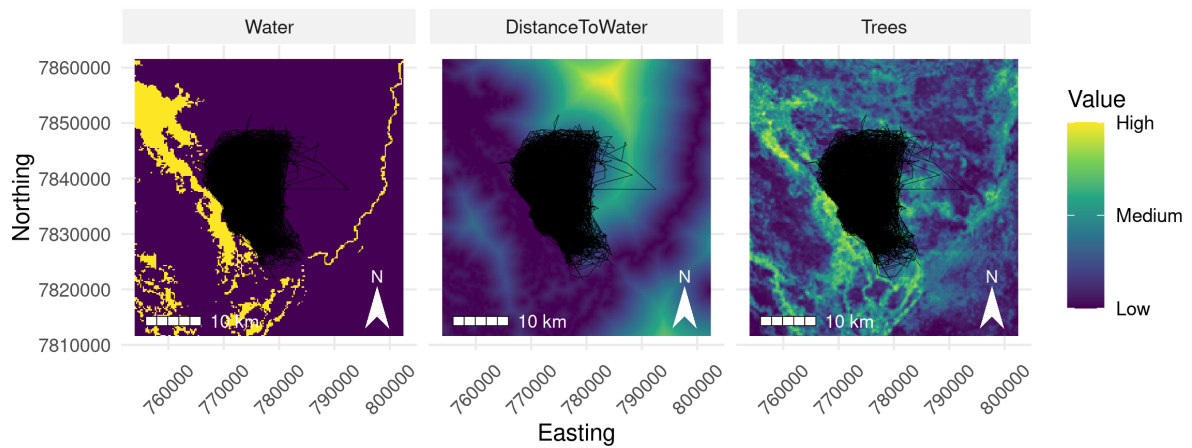 Water
DistanceToWater
Trees
Northing
7860000
7850000
7840000
7830000
7820000
7810000
N
10 km
N
10 km
N
10 km
760000
770000
780000
790000
800000
760000
770000
780000
790000
800000
760000
770000
780000
790000
800000
Easting
Value
High
Medium
Low